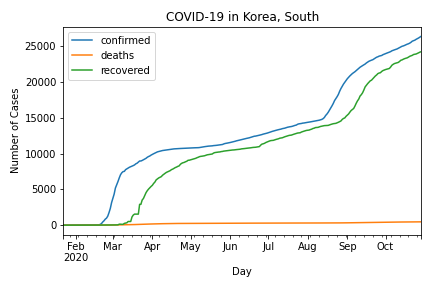 COVID-19 in Korea, South
confirmed
deaths
recovered
Number of Cases
25000
20000
15000
10000
5000
0
Feb Mar Apr May Jun Jul Aug Sep Oct
2020
Day